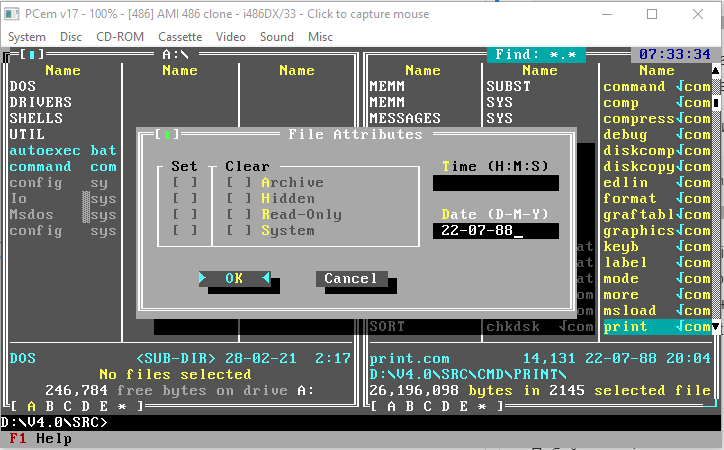 PCem v17 - 100% - [486] AMI 486 clone - i486DX/33 - Click to capture mouse
System Disc CD-ROM Cassette Video Sound Misc
[↑] A:\ Find: *.* 07:33:34
Name Name Name Name Name Name
DOS MEMM SUBST command √com
DRIVERS MEMM SYS comp √com
SHELLS MESSAGES SYS compress√com
UTIL debug √com
autoexec bat diskcomp√com
command com diskcopy√com
config sy edlin √com
Io sys format √com
Msdos sys graftabl√com
config sys graphics√com
keyb √com
label √com
mode √com
more √com
msload √com
SORT chkdsk √com print √com
[↑] File Attributes
Set Clear Time (H:M:S)
[ ] [ ] Archive
[ ] [ ] Hidden
[ ] [ ] Read-Only Date (D-M-Y)
[ ] [ ] System 22-07-88_
OK Cancel
DOS <SUB-DIR> 28-02-21 2:17 print.com 14,131 22-07-88 20:04
No files selected D:\V4.0\SRC\CMD\PRINT\
246,784 free bytes on drive A: 26,196,098 bytes in 2145 selected file
[ A B C D E * ] [ A B C D E * ]
D:\V4.0\SRC>
F1 Help